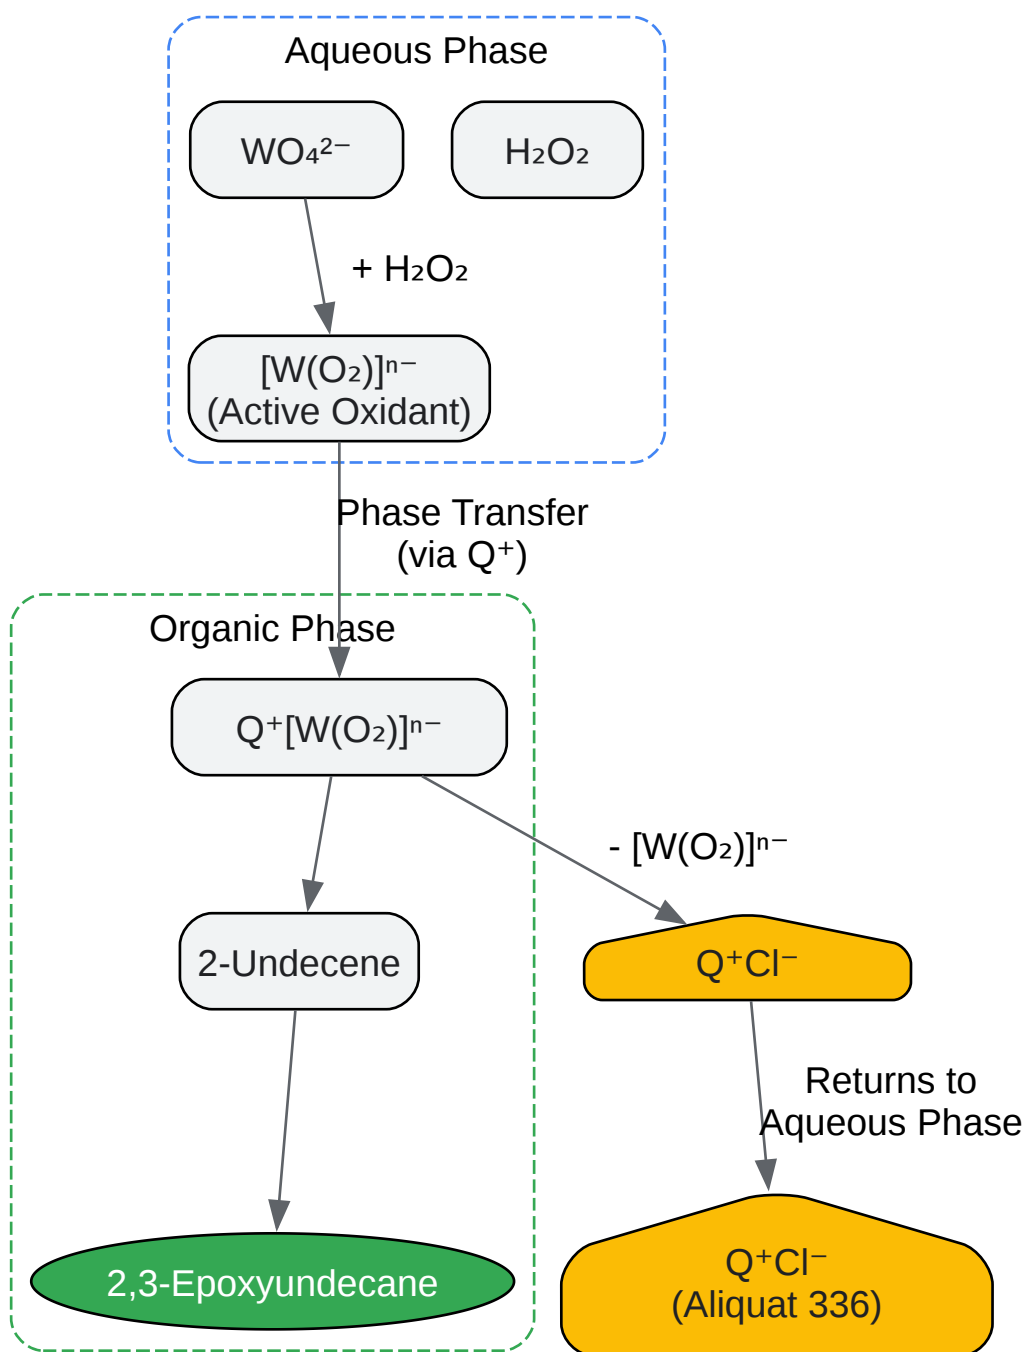 Aqueous Phase
WO₄²⁻
H₂O₂
+ H₂O₂
[W(O₂)]ⁿ⁻
(Active Oxidant)
Phase Transfer
(via Q⁺)
Organic Phase
Q⁺[W(O₂)]ⁿ⁻
- [W(O₂)]ⁿ⁻
2-Undecene
Q⁺Cl⁻
Returns to
Aqueous Phase
2,3-Epoxyundecane
Q⁺Cl⁻
(Aliquat 336)